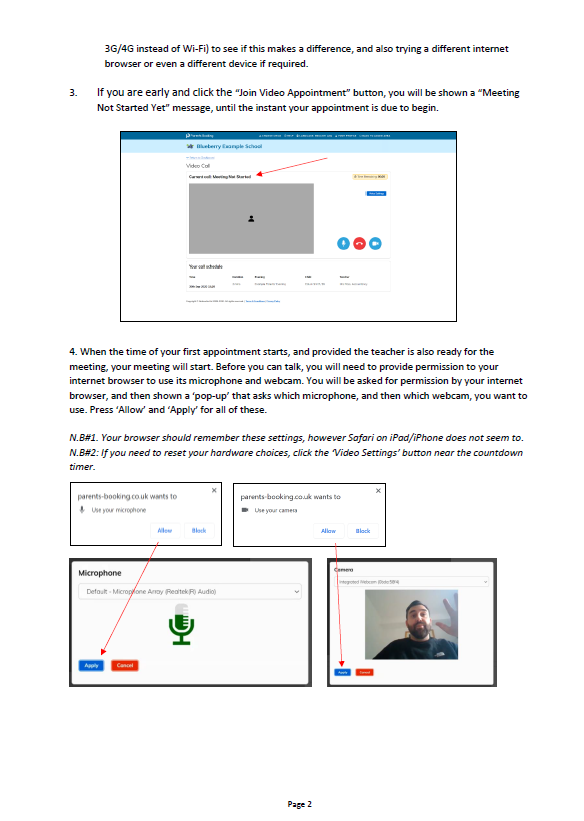 3G/4G instead of Wi-Fi) to see if this makes a difference, and also trying a different internet
browser or even a different device if required.
3. If you are early and click the "Join Video Appointment" button, you will be shown a "Meeting
Not Started Yet" message, until the instant your appointment is due to begin.
Parents Booking
Blueberry Example School
Video Call
Current call: Meeting Not Started
Your call schedule
4. When the time of your first appointment starts, and provided the teacher is also ready for the
meeting, your meeting will start. Before you can talk, you will need to provide permission to your
internet browser to use its microphone and webcam. You will be asked for permission by your internet
browser, and then shown a 'pop-up' that asks which microphone, and then which webcam, you want to
use. Press 'Allow' and 'Apply' for all of these.
N.B#1. Your browser should remember these settings, however Safari on iPad/iPhone does not seem to.
N.B#2: If you need to reset your hardware choices, click the 'Video Settings' button near the countdown
timer.
parents-booking.co.uk wants to
Use your microphone
Allow Block
parents-booking.co.uk wants to
Use your camera
Allow Block
Microphone
Default - Microphone Array (Realtek(R) Audio)
Apply Cancel
Camera
Integrated Webcam
Apply Cancel
Page 2